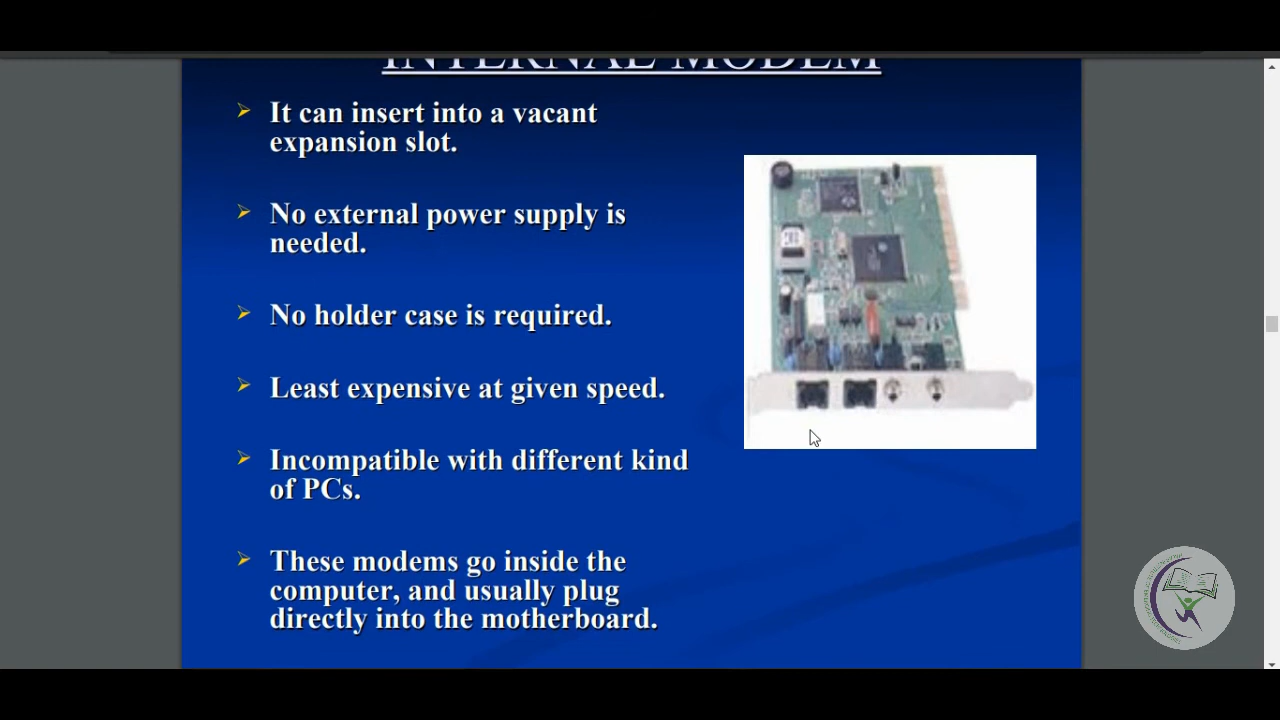 INTERNAL MODEM
It can insert into a vacant
expansion slot.
No external power supply is
needed.
No holder case is required.
Least expensive at given speed.
Incompatible with different kind
of PCs.
These modems go inside the
computer, and usually plug
directly into the motherboard.